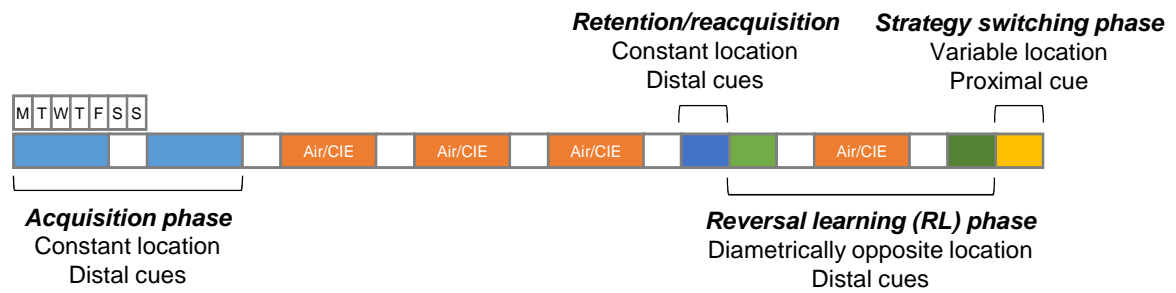 Retention/reacquisition
Constant location
Distal cues
Strategy switching phase
Variable location
Proximal cue
M T W T F S S
Air/CIE Air/CIE Air/CIE Air/CIE
Acquisition phase
Constant location
Distal cues
Reversal learning (RL) phase
Diametrically opposite location
Distal cues